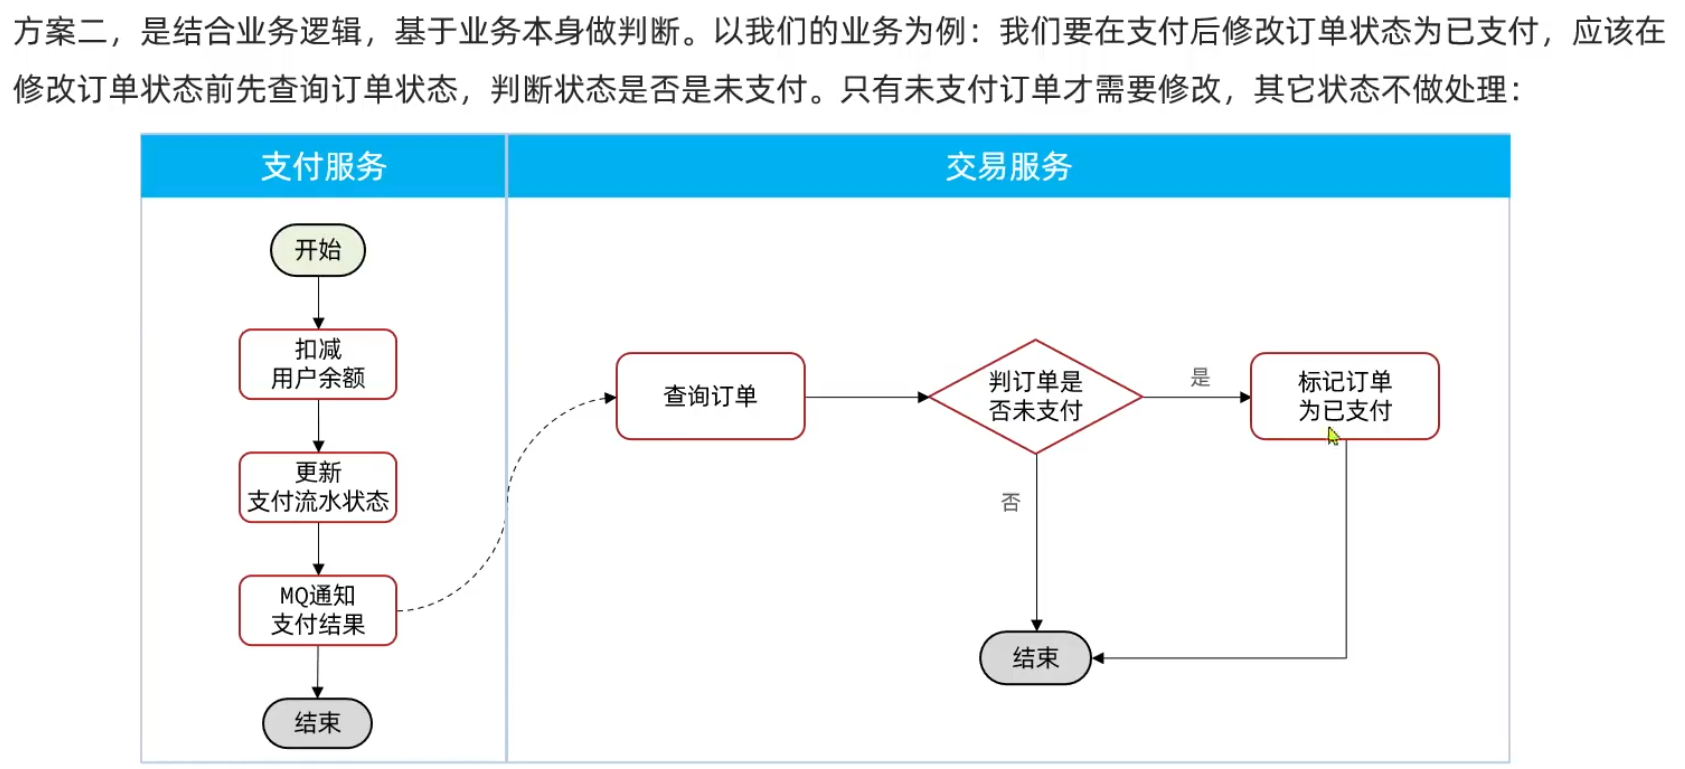 方案二，是结合业务逻辑，基于业务本身做判断。以我们的业务为例：我们要在支付后修改订单状态为已支付，应该在
修改订单状态前先查询订单状态，判断状态是否是未支付。只有未支付订单才需要修改，其它状态不做处理：
支付服务
交易服务
开始
扣减
用户余额
更新
支付流水状态
MQ通知
支付结果
结束
查询订单
判订单是
否未支付
是
标记订单
为已支付
否
结束